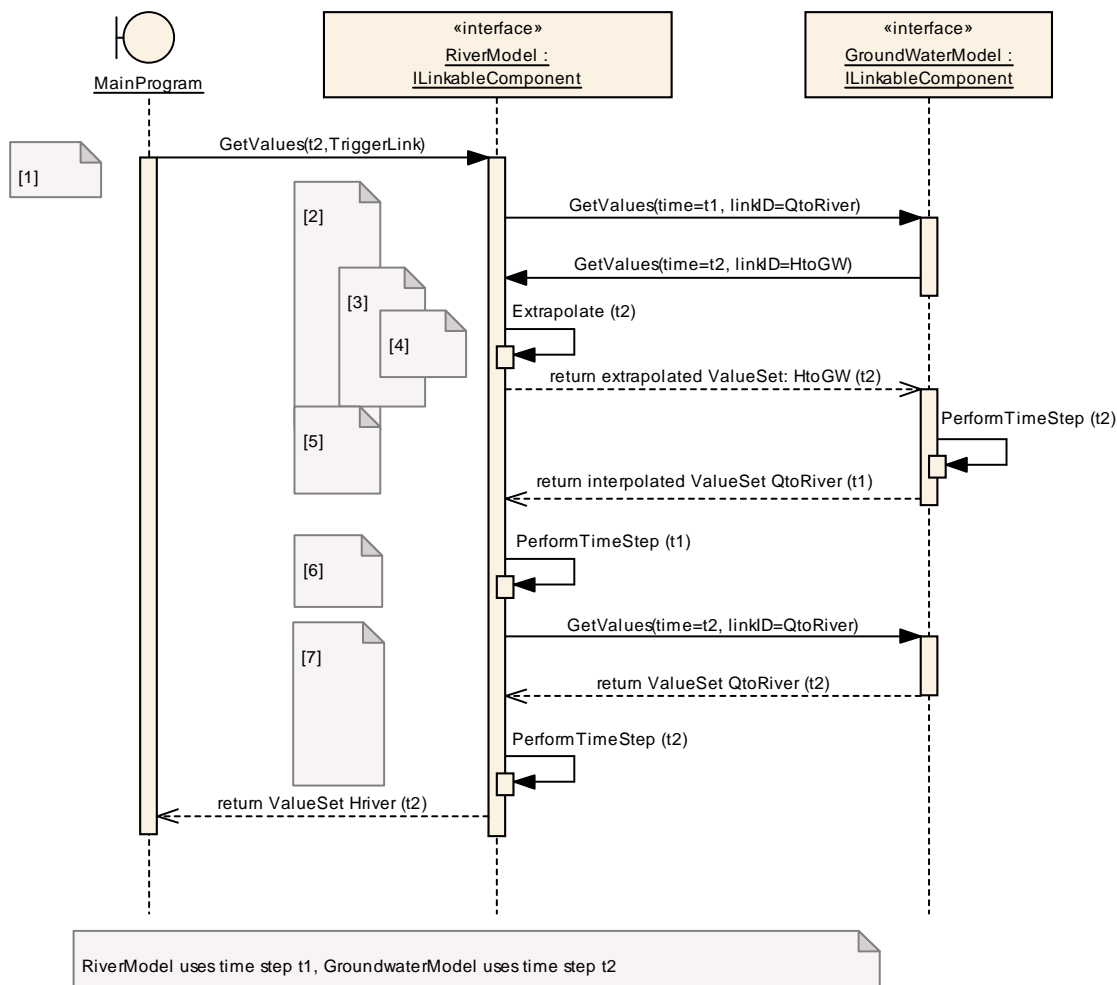 «interface»
RiverModel :
ILinkableComponent
«interface»
GroundWaterModel :
ILinkableComponent
MainProgram
GetValues(t2,TriggerLink)
[1]
[2]
GetValues(time=t1, linkID=QtoRiver)
GetValues(time=t2, linkID=HtoGW)
[3]
Extrapolate (t2)
[4]
return extrapolated ValueSet: HtoGW (t2)
PerformTimeStep (t2)
[5]
return interpolated ValueSet QtoRiver (t1)
PerformTimeStep (t1)
[6]
GetValues(time=t2, linkID=QtoRiver)
[7]
return ValueSet QtoRiver (t2)
PerformTimeStep (t2)
return ValueSet Hriver (t2)
RiverModel uses time step t1, GroundwaterModel uses time step t2